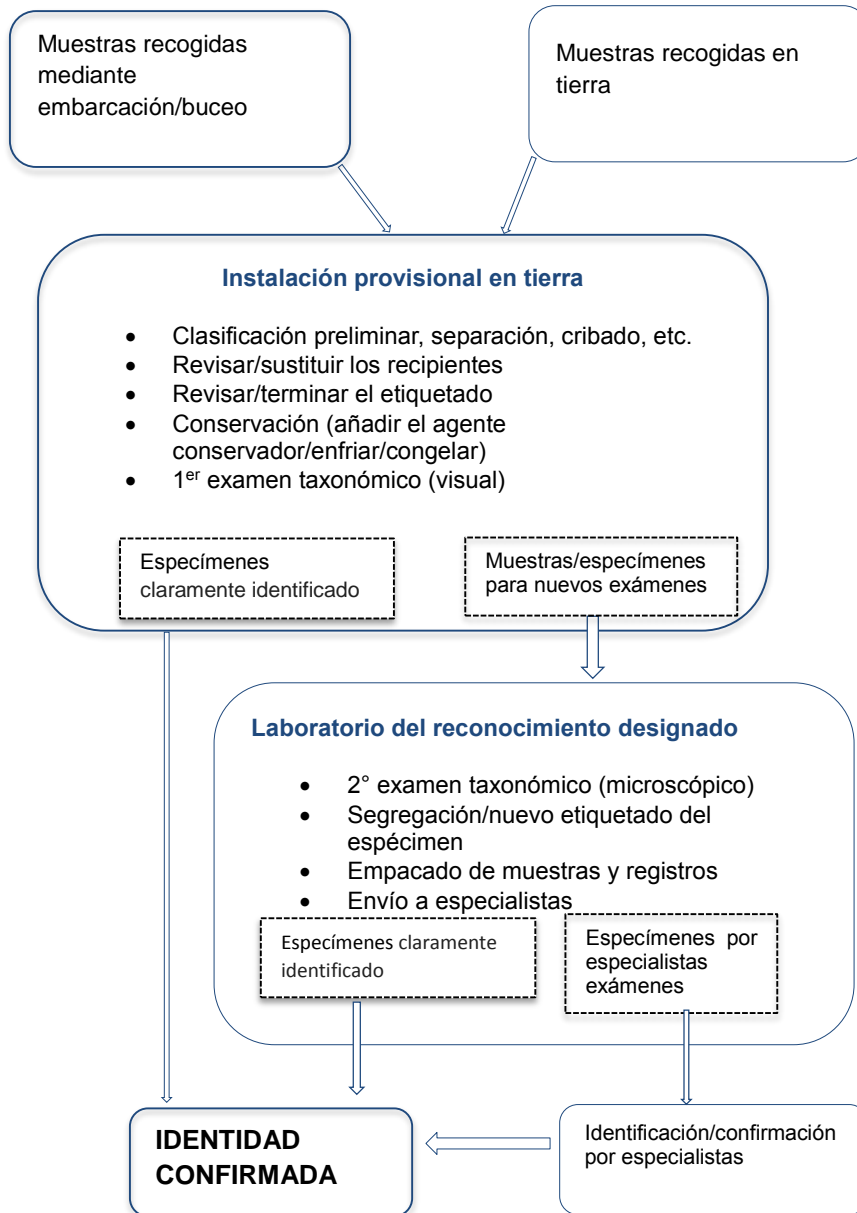 Muestras recogidas
mediante
embarcación/buceo
Muestras recogidas en
tierra
Instalación provisional en tierra
• Clasificación preliminar, separación, cribado, etc.
• Revisar/sustituir los recipientes
• Revisar/terminar el etiquetado
• Conservación (añadir el agente
conservador/enfriar/congelar)
• 1er examen taxonómico (visual)
Especímenes
claramente identificado
Muestras/especímenes
para nuevos exámenes
Laboratorio del reconocimiento designado
• 2° examen taxonómico (microscópico)
• Segregación/nuevo etiquetado del
espécimen
• Empacado de muestras y registros
• Envío a especialistas
Especímenes claramente
identificado
Especímenes por
especialistas
exámenes
IDENTIDAD
CONFIRMADA
Identificación/confirmación
por especialistas